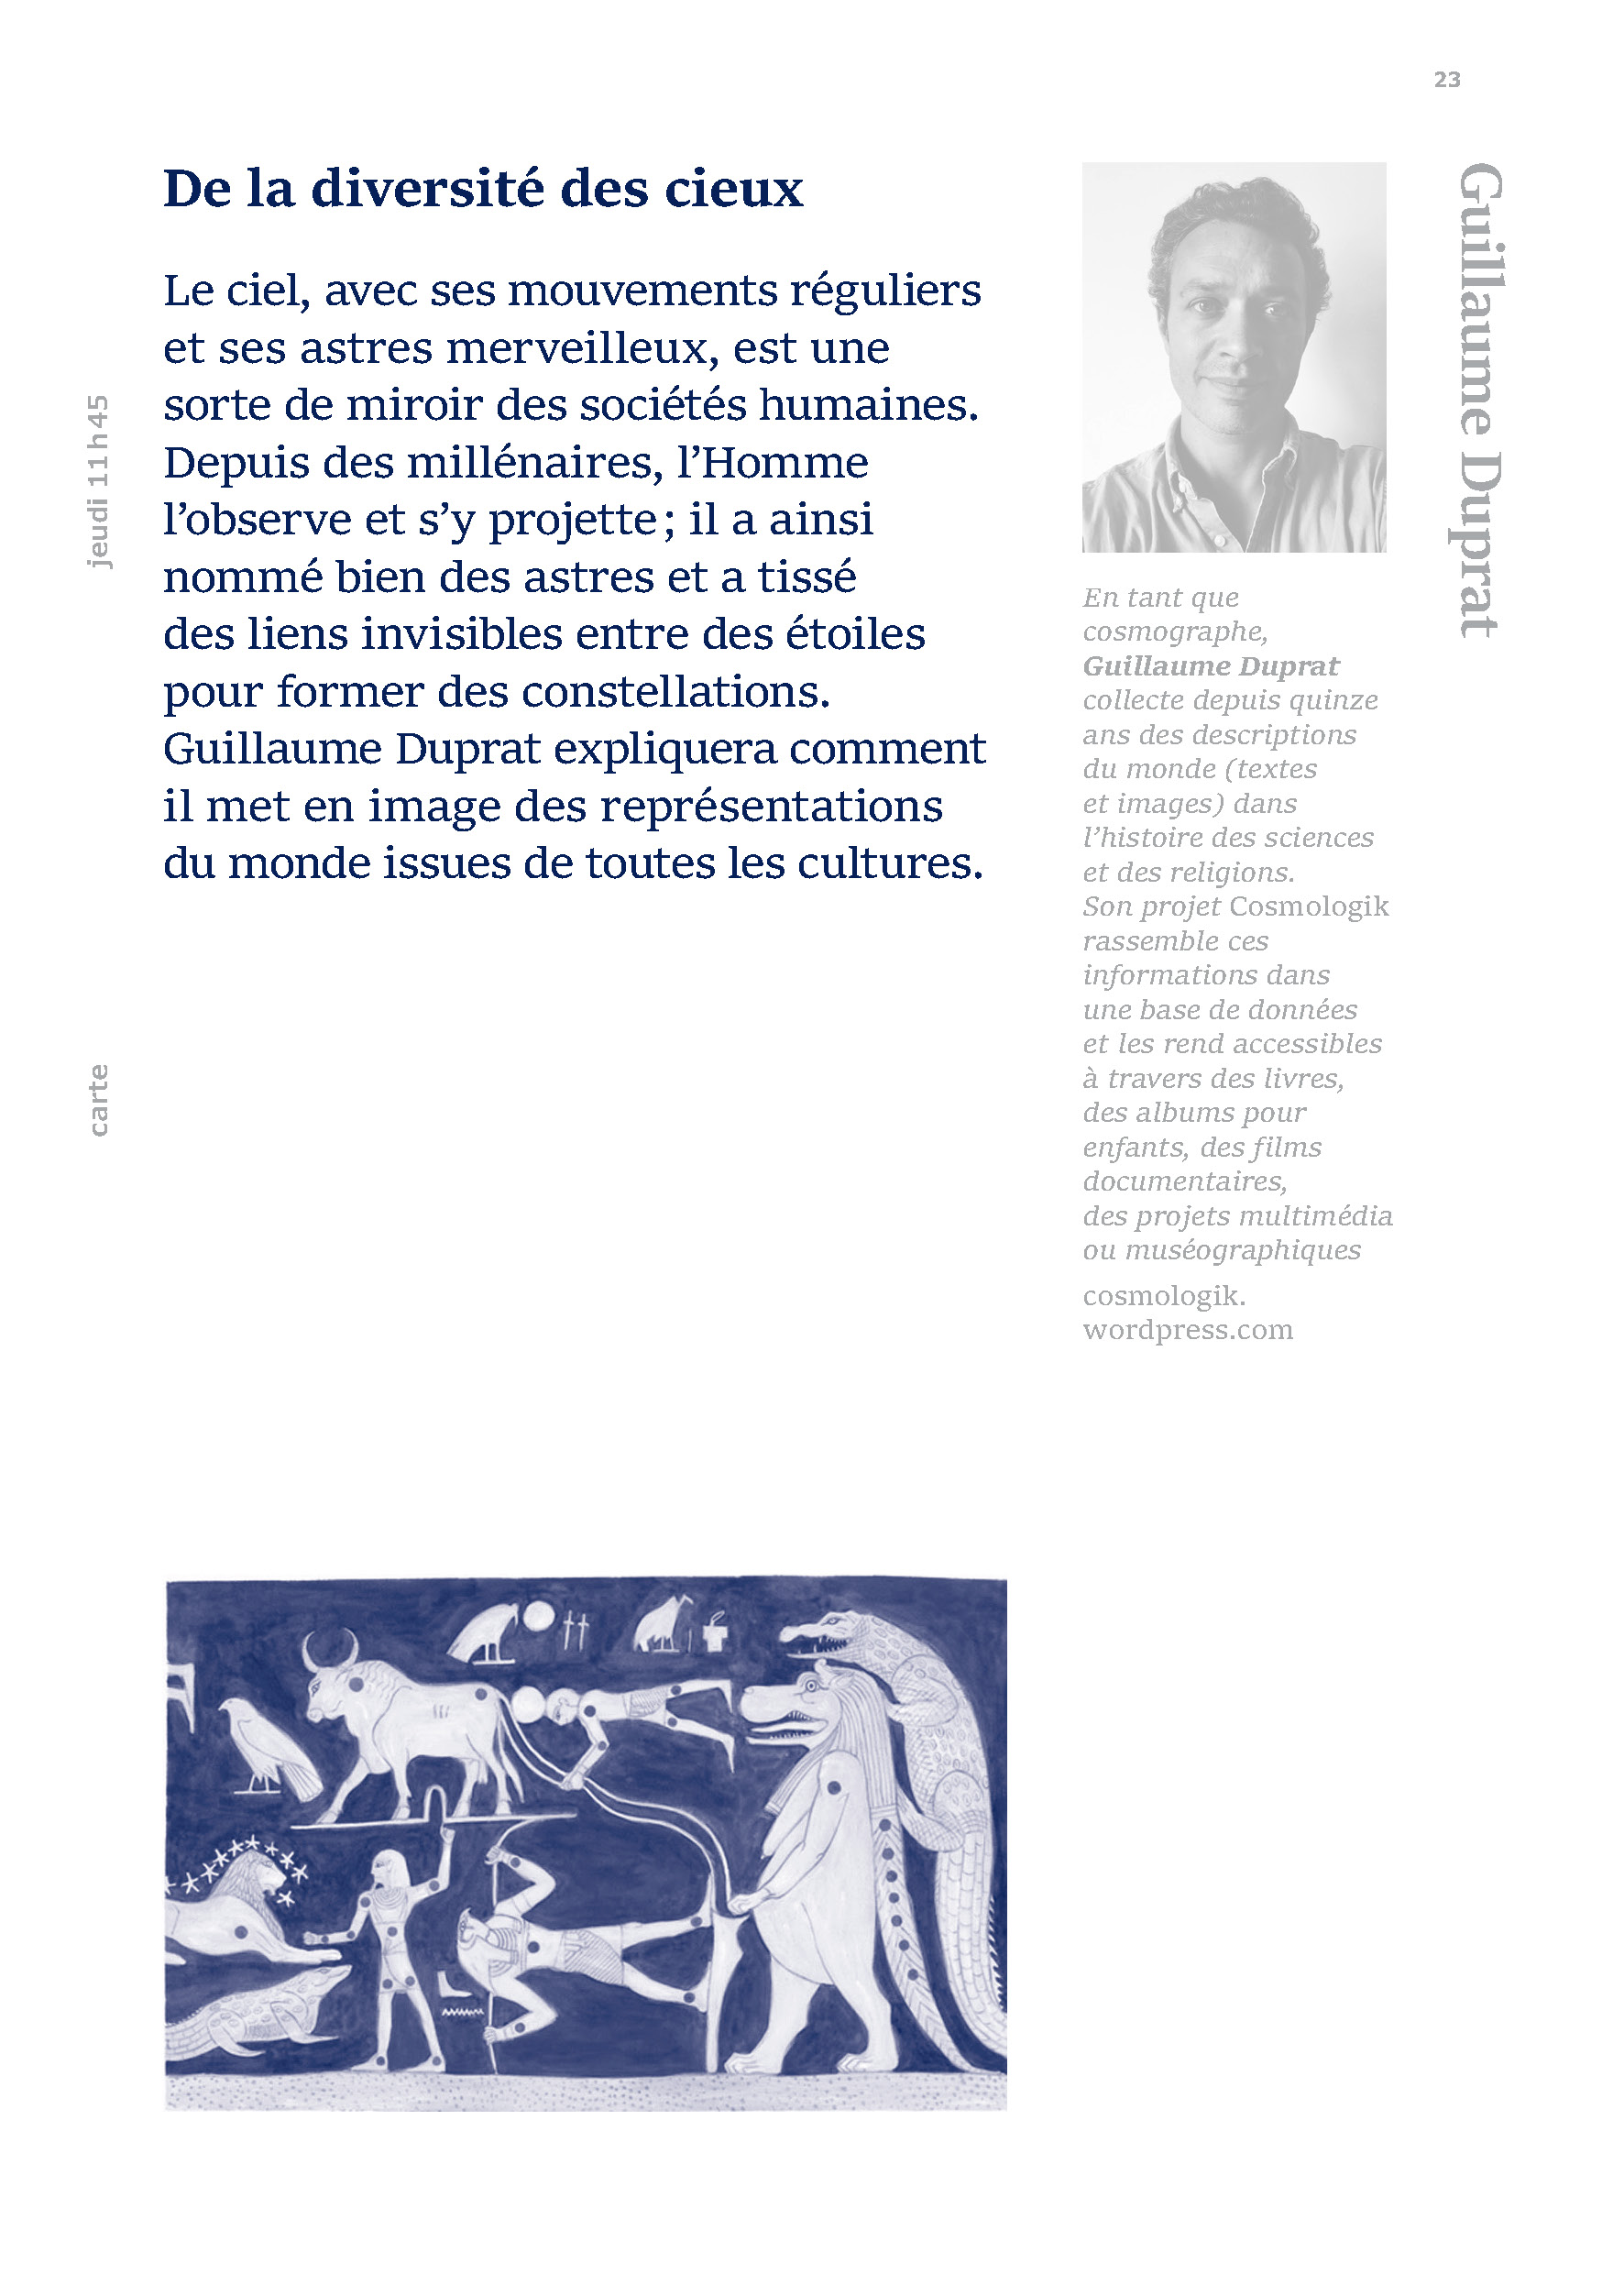 23
De la diversité des cieux
Le ciel, avec ses mouvements réguliers
et ses astres merveilleux, est une
sorte de miroir des sociétés humaines.
Depuis des millénaires, l’Homme
l’observe et s’y projette ; il a ainsi
nommé bien des astres et a tissé
des liens invisibles entre des étoiles
pour former des constellations.
Guillaume Duprat expliquera comment
il met en image des représentations
du monde issues de toutes les cultures.
jeudi 11 h 45
carte
Guillaume Duprat
En tant que
cosmographe,
Guillaume Duprat
collecte depuis quinze
ans des descriptions
du monde (textes
et images) dans
l’histoire des sciences
et des religions.
Son projet Cosmologik
rassemble ces
informations dans
une base de données
et les rend accessibles
à travers des livres,
des albums pour
enfants, des films
documentaires,
des projets multimédia
ou muséographiques
cosmologik.
wordpress.com